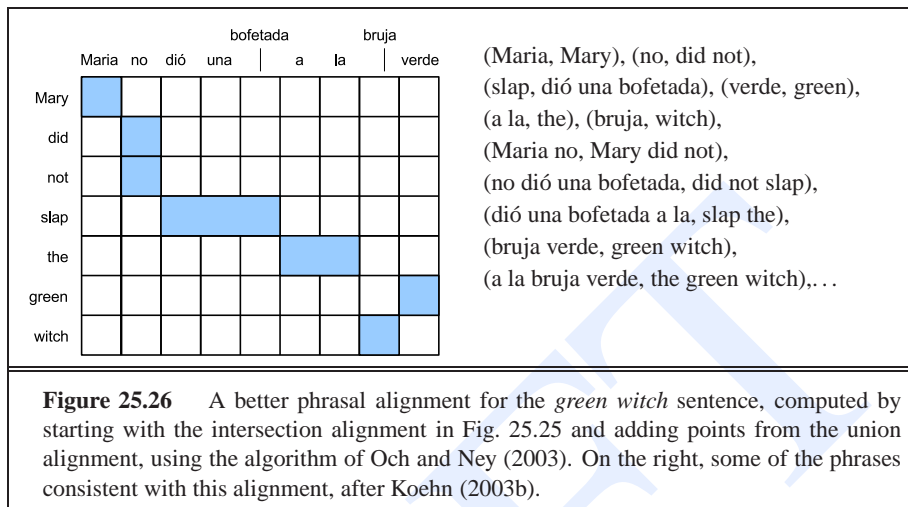 bofetada bruja
Maria no dió una a la verde
Mary
did
not
slap
the
green
witch
(Maria, Mary), (no, did not),
(slap, dió una bofetada), (verde, green),
(a la, the), (bruja, witch),
(Maria no, Mary did not),
(no dió una bofetada, did not slap),
(dió una bofetada a la, slap the),
(bruja verde, green witch),
(a la bruja verde, the green witch),...
Figure 25.26 A better phrasal alignment for the green witch sentence, computed by
starting with the intersection alignment in Fig. 25.25 and adding points from the union
alignment, using the algorithm of Och and Ney (2003). On the right, some of the phrases
consistent with this alignment, after Koehn (2003b).